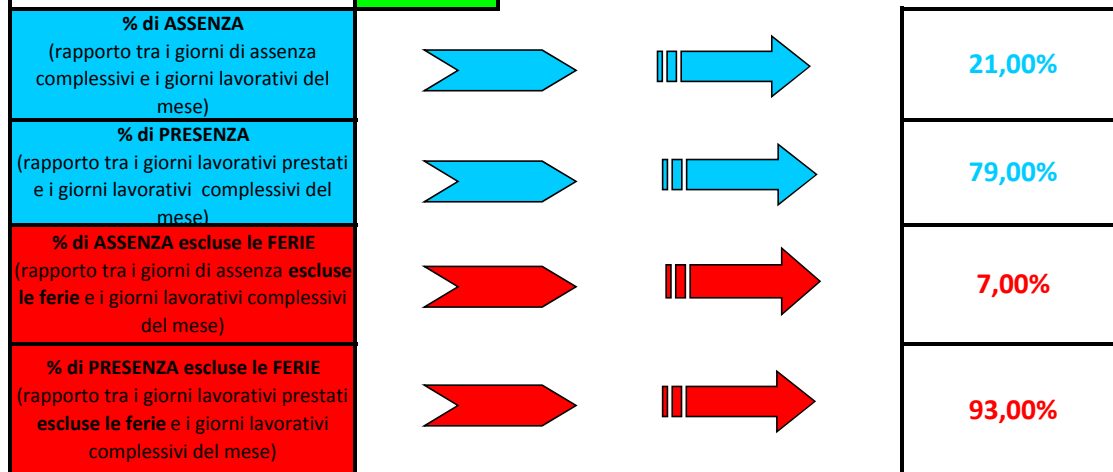 % di ASSENZA
(rapporto tra i giorni di assenza
complessivi e i giorni lavorativi del
mese)
21,00%
% di PRESENZA
(rapporto tra i giorni lavorativi prestati
e i giorni lavorativi complessivi del
mese)
79,00%
% di ASSENZA escluse le FERIE
(rapporto tra i giorni di assenza escluse
le ferie e i giorni lavorativi complessivi
del mese)
7,00%
% di PRESENZA escluse le FERIE
(rapporto tra i giorni lavorativi prestati
escluse le ferie e i giorni lavorativi
complessivi del mese)
93,00%